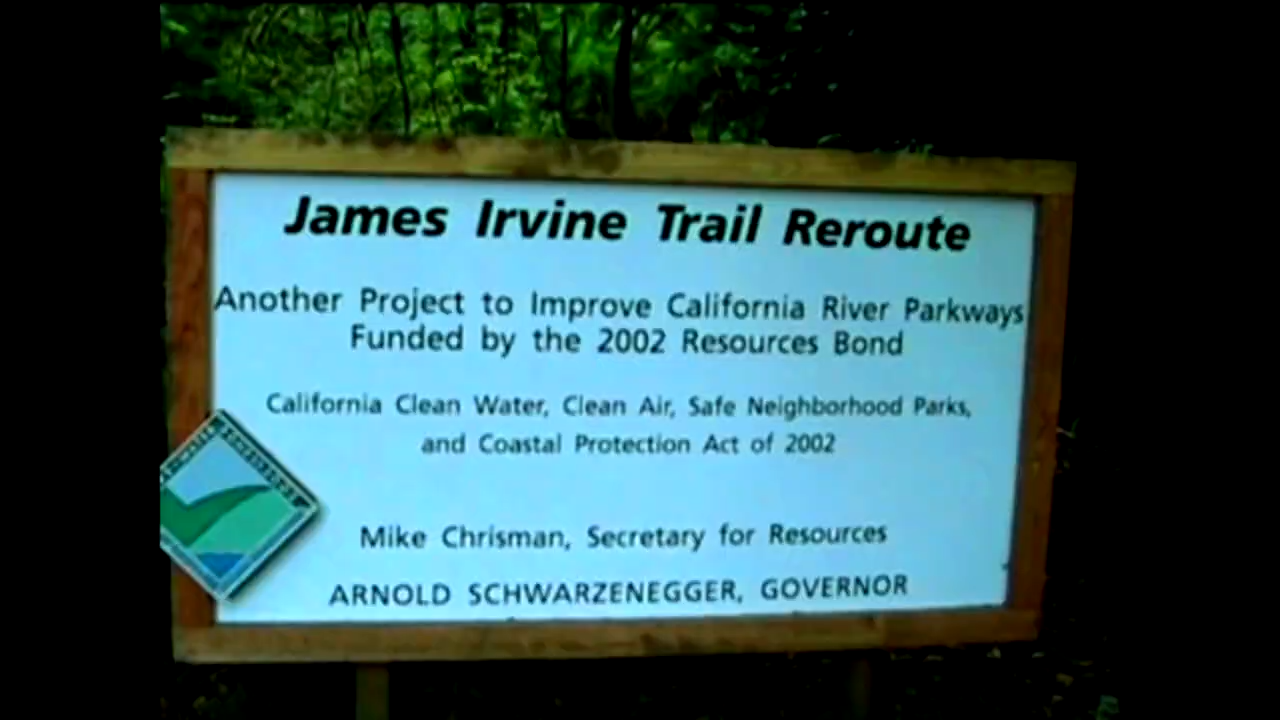 James Irvine Trail Reroute
Another Project to Improve California River Parkways
Funded by the 2002 Resources Bond
California Clean Water, Clean Air, Safe Neighborhood Parks,
and Coastal Protection Act of 2002
Mike Chrisman, Secretary for Resources
ARNOLD SCHWARZENEGGER, GOVERNOR